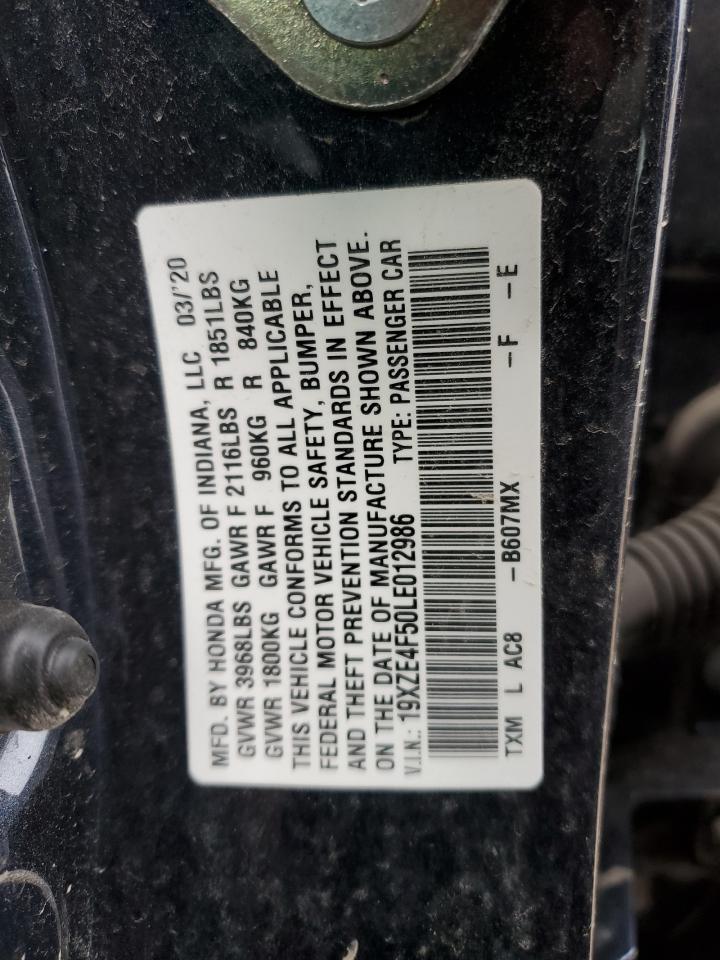 MFD. BY HONDA MFG. OF INDIANA, LLC 03/'20
GVWR 3968LBS GAWR F 2116LBS R 1851LBS
GVWR 1800KG GAWR F 960KG R 840KG
THIS VEHICLE CONFORMS TO ALL APPLICABLE
FEDERAL MOTOR VEHICLE SAFETY, BUMPER,
AND THEFT PREVENTION STANDARDS IN EFFECT
ON THE DATE OF MANUFACTURE SHOWN ABOVE.
V.I.N.: 19XZE4F50LE012986 TYPE: PASSENGER CAR
TXM L AC8 -B607MX -F -E